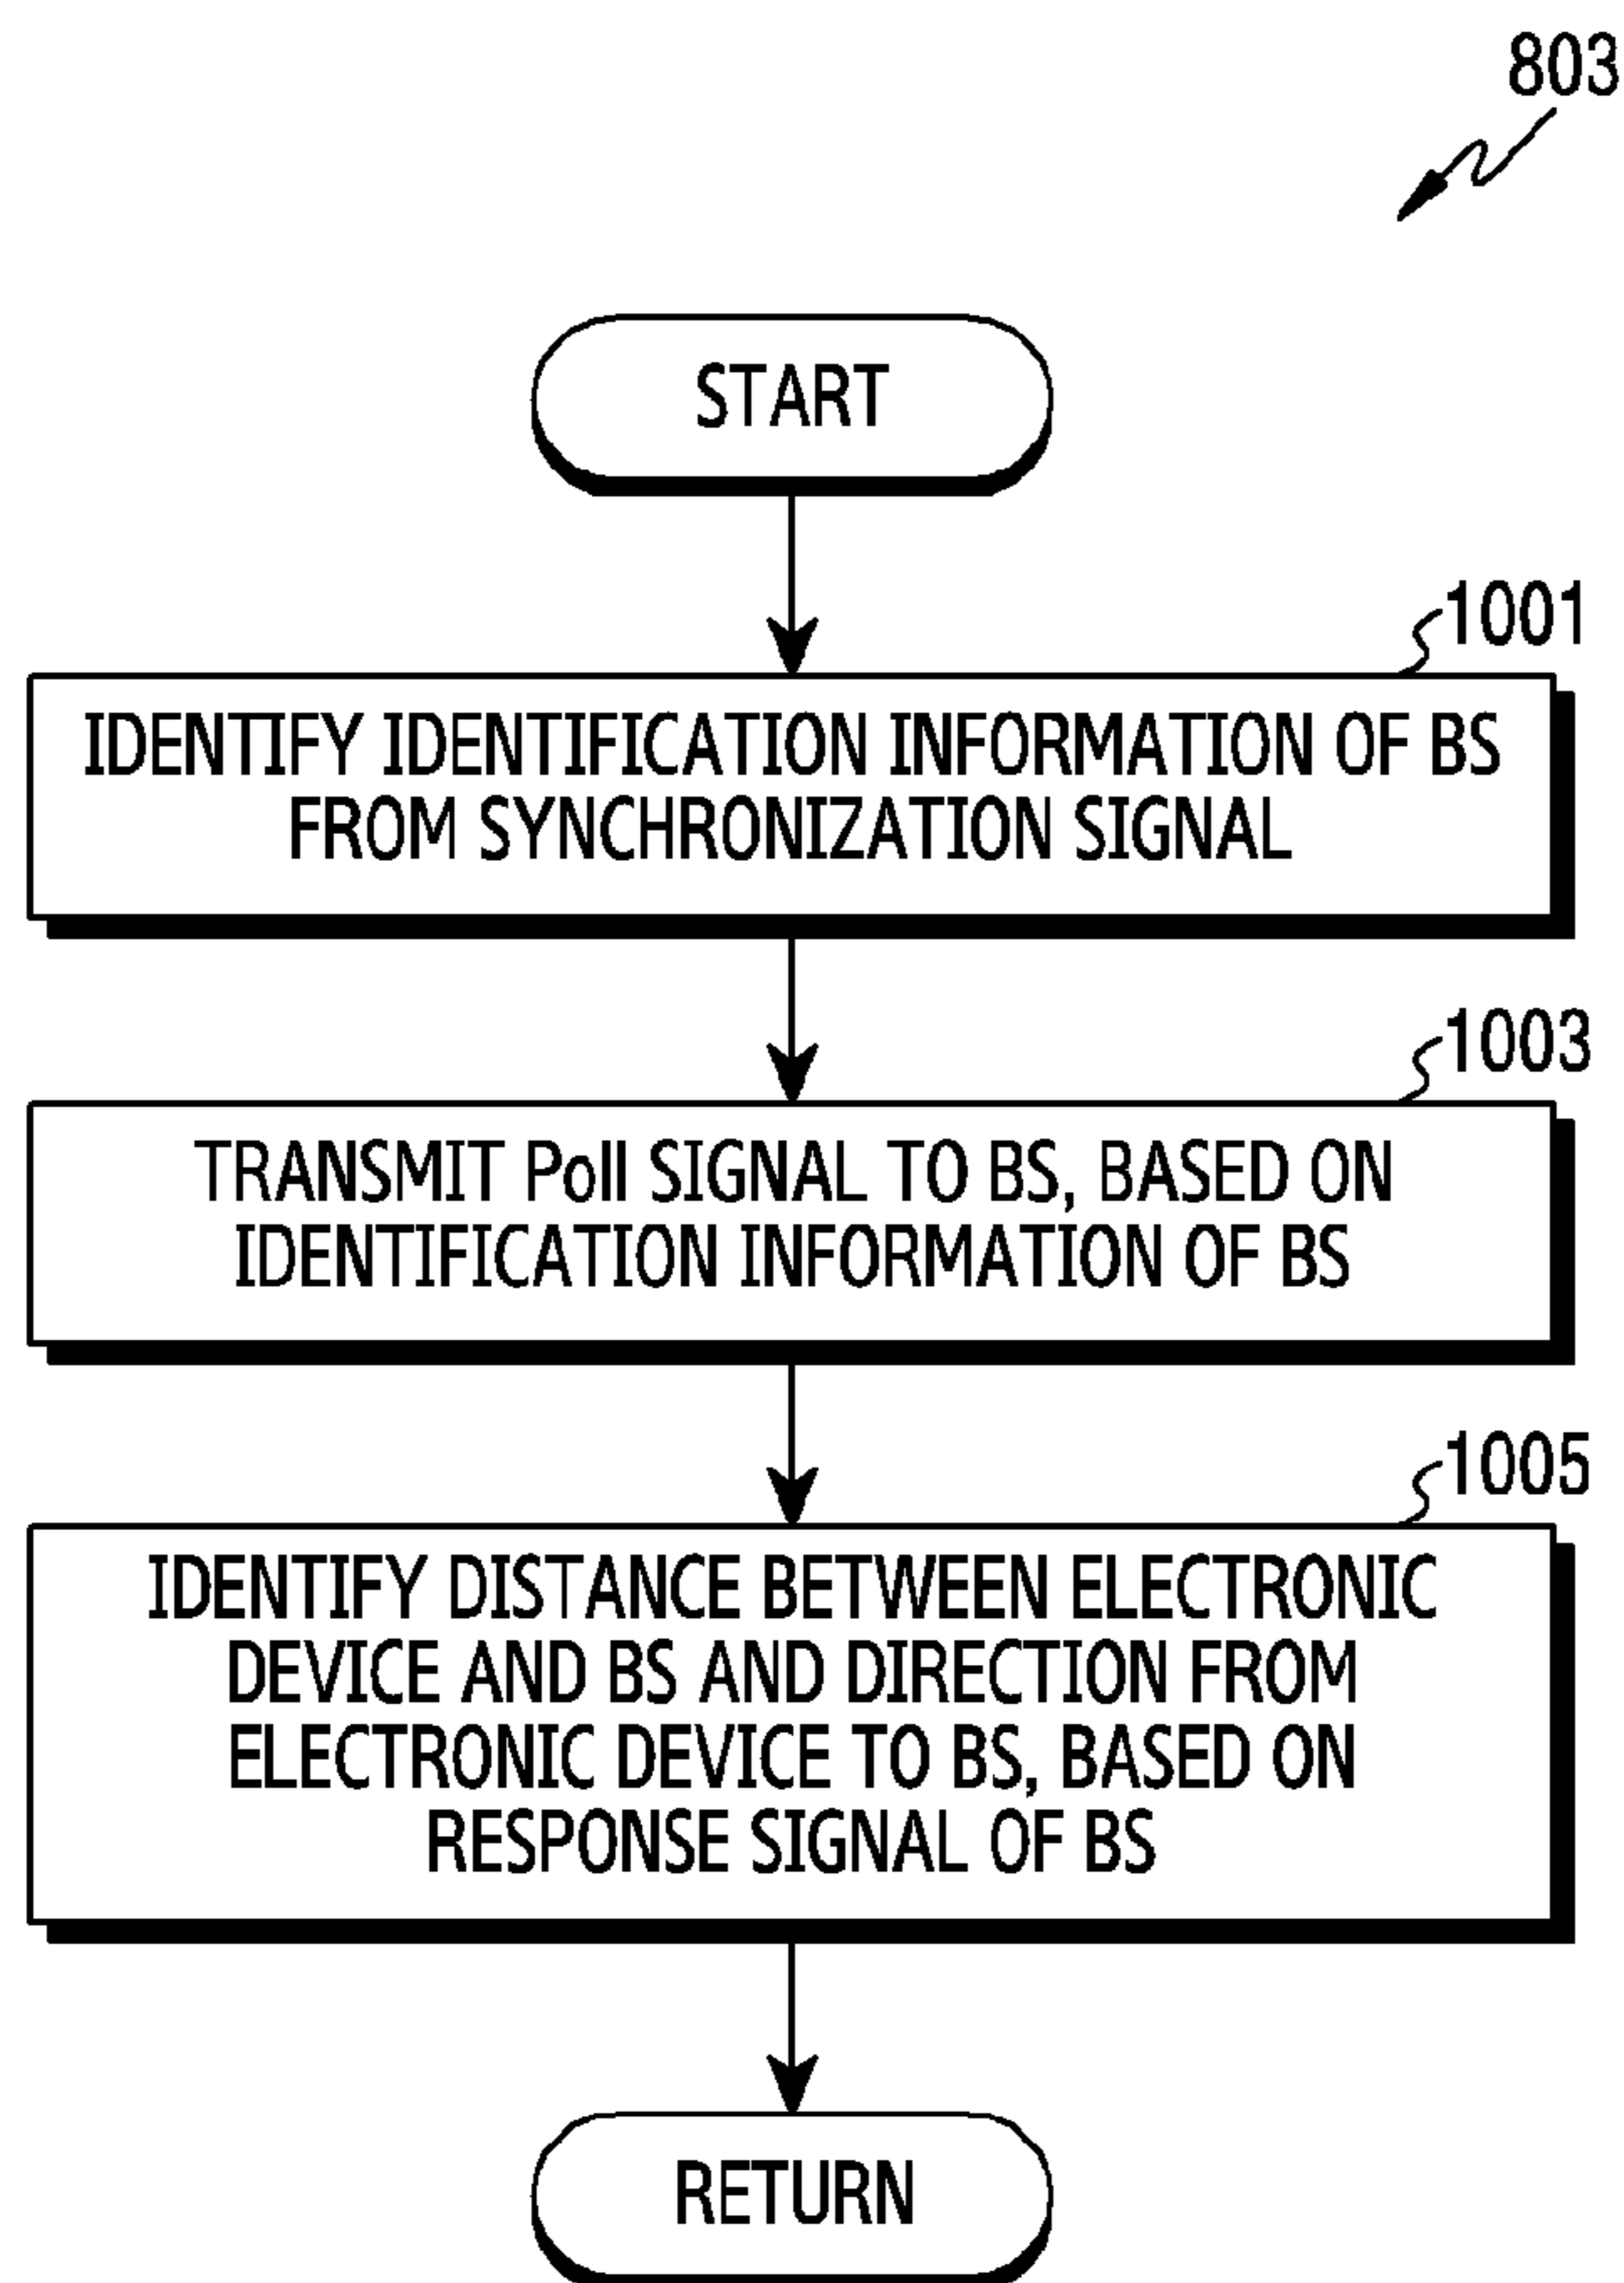 803
START
1001
IDENTIFY IDENTIFICATION INFORMATION OF BS
FROM SYNCHRONIZATION SIGNAL
1003
TRANSMIT Poll SIGNAL TO BS, BASED ON
IDENTIFICATION INFORMATION OF BS
1005
IDENTIFY DISTANCE BETWEEN ELECTRONIC
DEVICE AND BS AND DIRECTION FROM
ELECTRONIC DEVICE TO BS, BASED ON
RESPONSE SIGNAL OF BS
RETURN